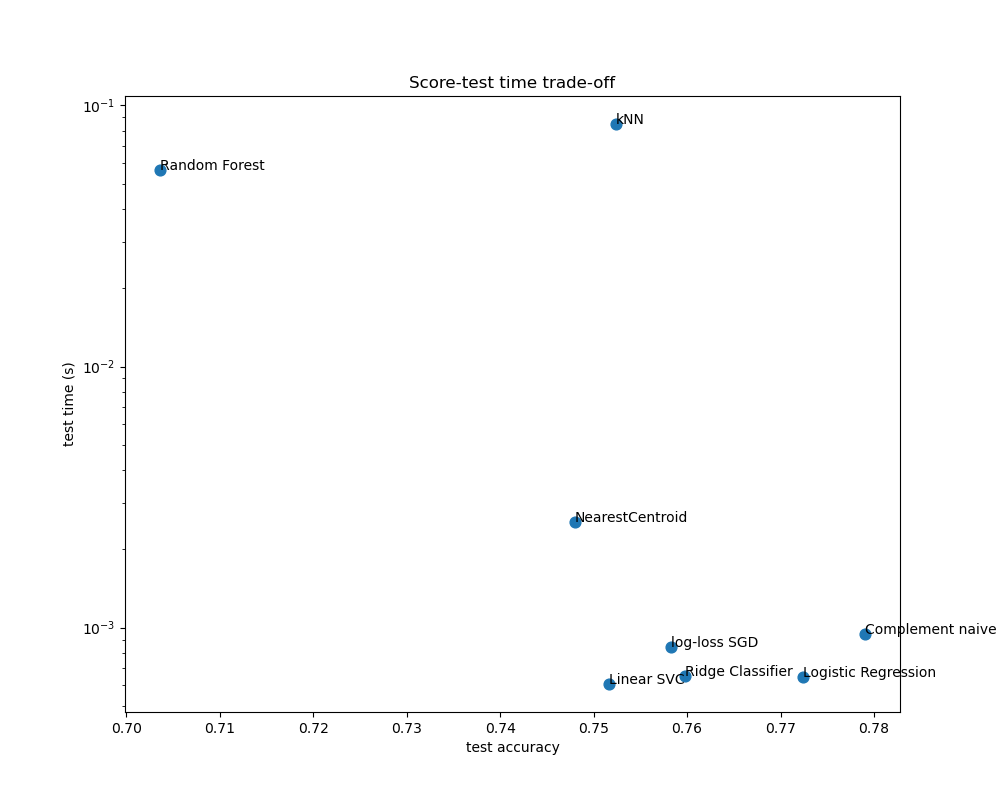 Score-test time trade-off
10⁻¹
kNN
Random Forest
10⁻²
test time (s)
NearestCentroid
10⁻³
Complement naive
log-loss SGD
Ridge Classifier
Logistic Regression
Linear SVC
0.70 0.71 0.72 0.73 0.74 0.75 0.76 0.77 0.78
test accuracy